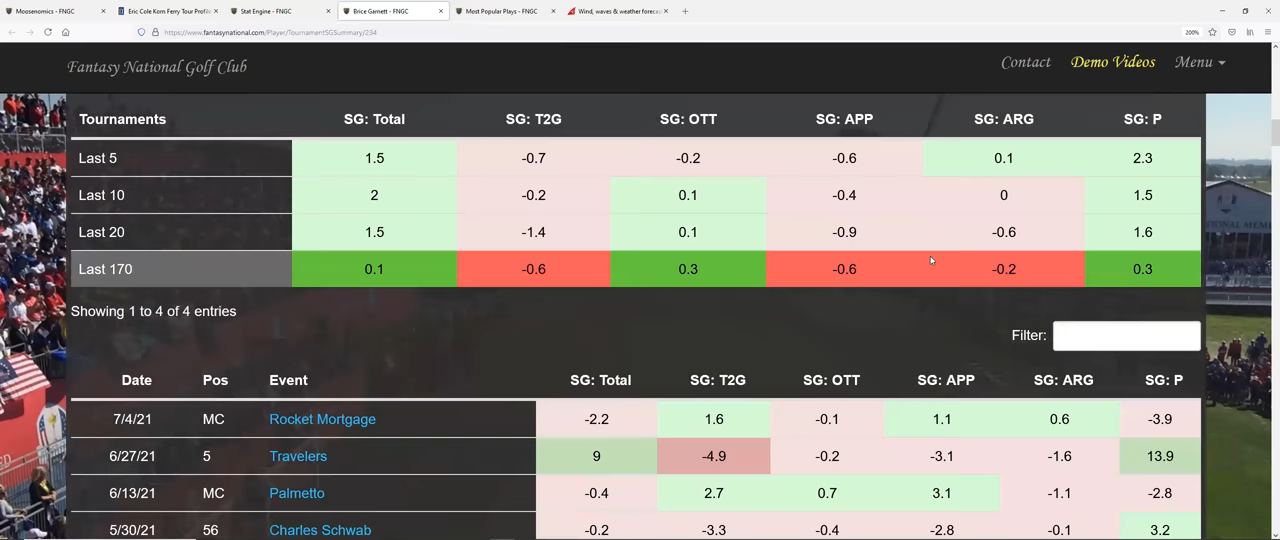 Moosenomics - FNGC × Eric Cole Korn Ferry Tour Profile × Stat Engine - FNGC × Brice Garnett - FNGC × Most Popular Plays - FNGC × Wind, waves & weather forecas ×
https://www.fantasynational.com/Player/TournamentSGSummary/234 200%
Fantasy National Golf Club Contact Demo Videos Menu
Tournaments SG: Total SG: T2G SG: OTT SG: APP SG: ARG SG: P
Last 5 1.5 -0.7 -0.2 -0.6 0.1 2.3
Last 10 2 -0.2 0.1 -0.4 0 1.5
Last 20 1.5 -1.4 0.1 -0.9 -0.6 1.6
Last 170 0.1 -0.6 0.3 -0.6 -0.2 0.3
Showing 1 to 4 of 4 entries
Filter:
Date Pos Event SG: Total SG: T2G SG: OTT SG: APP SG: ARG SG: P
7/4/21 MC Rocket Mortgage -2.2 1.6 -0.1 1.1 0.6 -3.9
6/27/21 5 Travelers 9 -4.9 -0.2 -3.1 -1.6 13.9
6/13/21 MC Palmetto -0.4 2.7 0.7 3.1 -1.1 -2.8
5/30/21 56 Charles Schwab -0.2 -3.3 -0.4 -2.8 -0.1 3.2